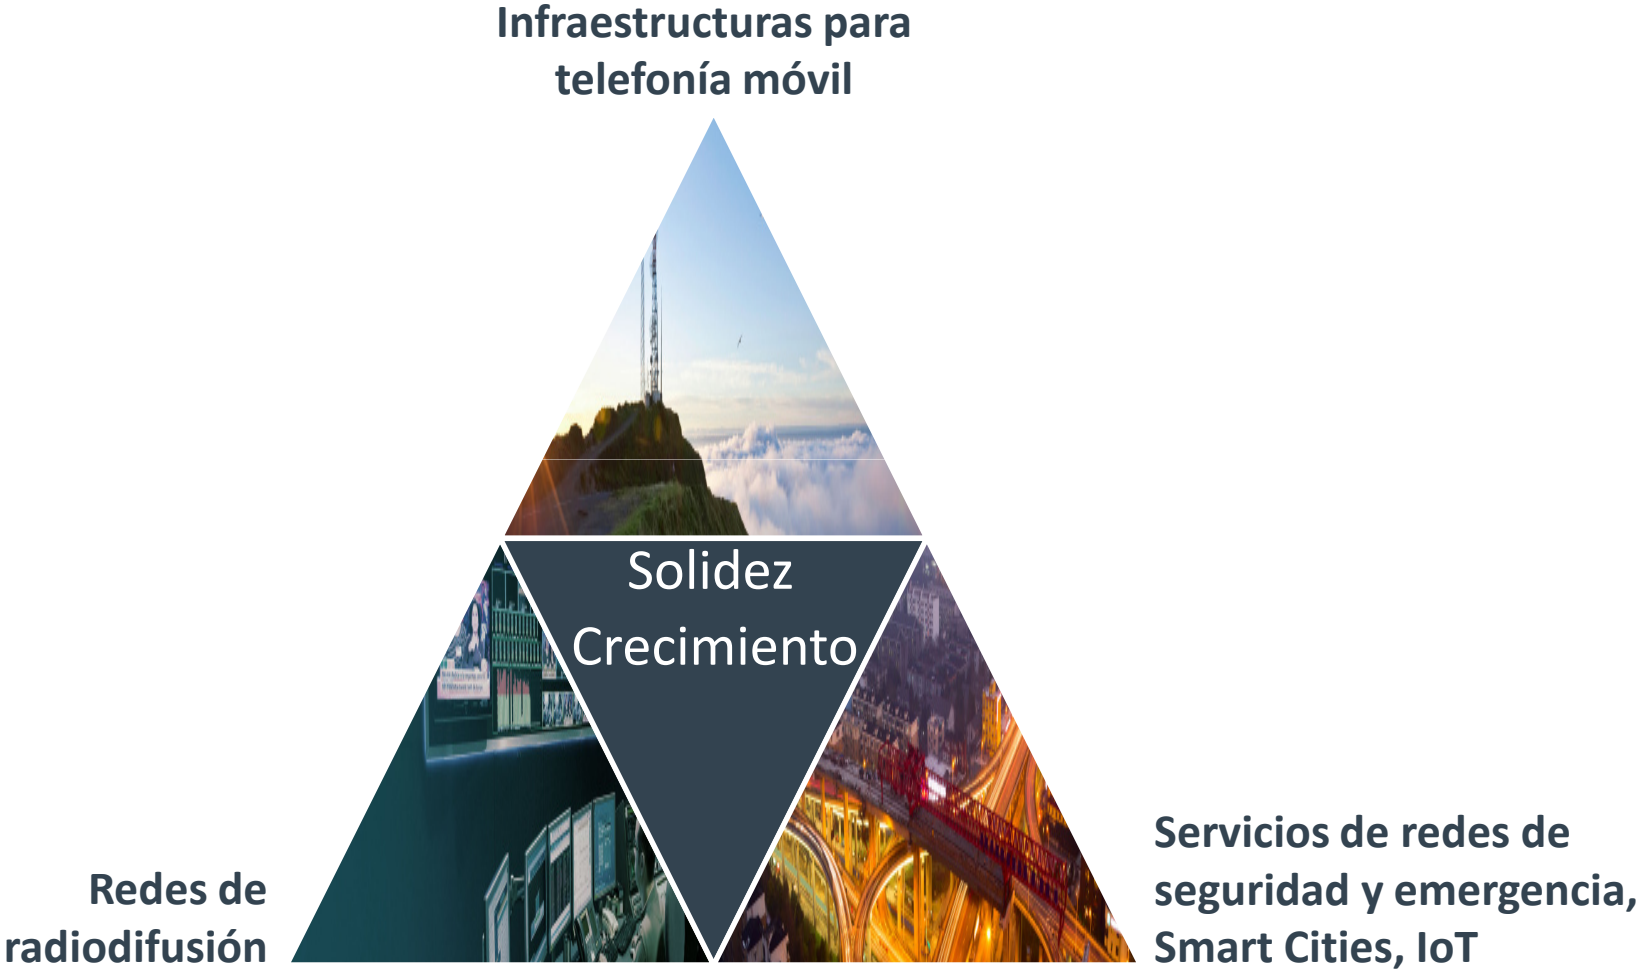 Infraestructuras para
telefonía móvil
Solidez
Crecimiento
Redes de
radiodifusión
Servicios de redes de
seguridad y emergencia,
Smart Cities, IoT